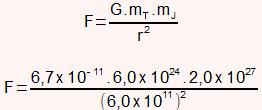 F = G.m_T.m_J / r²
F = 6,7 x 10⁻¹¹ . 6,0 x 10²⁴ . 2,0 x 10²⁷ / (6,0 x 10¹¹)²